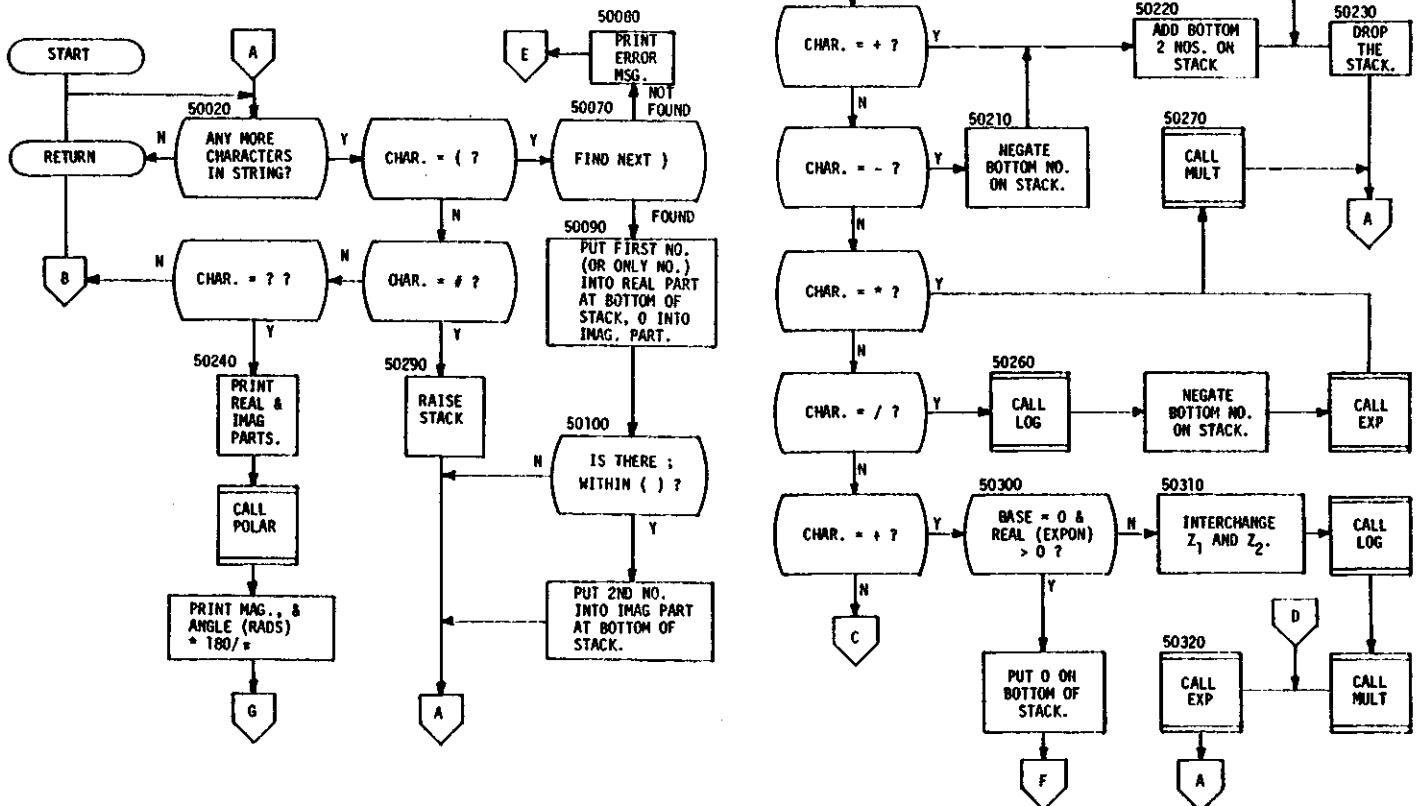 START
A
50020
ANY MORE
CHARACTERS
IN STRING?
N
Y
RETURN
B
CHAR. = ( ?
Y
N
50070
FIND NEXT )
NOT
FOUND
50080
PRINT
ERROR
MSG.
E
FOUND
50090
PUT FIRST NO.
(OR ONLY NO.)
INTO REAL PART
AT BOTTOM OF
STACK, 0 INTO
IMAG. PART.
CHAR. = # ?
N
Y
CHAR. = ? ?
N
Y
50240
PRINT
REAL &
IMAG
PARTS.
CALL
POLAR
PRINT MAG., &
ANGLE (RADS)
* 180/π
G
50290
RAISE
STACK
50100
IS THERE ;
WITHIN ( ) ?
N
Y
PUT 2ND NO.
INTO IMAG PART
AT BOTTOM OF
STACK.
A
CHAR. = + ?
Y
N
50220
ADD BOTTOM
2 NOS. ON
STACK
50230
DROP
THE
STACK.
CHAR. = - ?
Y
N
50210
NEGATE
BOTTOM NO.
ON STACK.
50270
CALL
MULT
A
CHAR. = * ?
Y
N
CHAR. = / ?
Y
N
50260
CALL
LOG
NEGATE
BOTTOM NO.
ON STACK.
CALL
EXP
CHAR. = ?
Y
N
C
50300
BASE = 0 &
REAL (EXPON)
> 0 ?
N
Y
50310
INTERCHANGE
Z1 AND Z2.
CALL
LOG
PUT 0 ON
BOTTOM OF
STACK.
F
D
CALL
MULT
50320
CALL
EXP
A